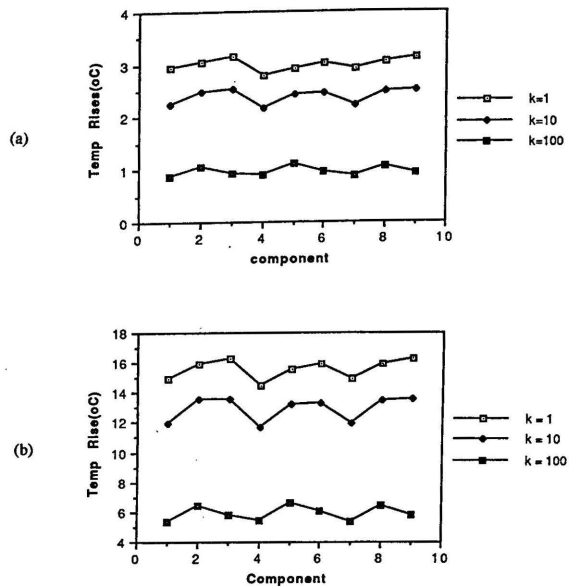 (a)
Temp Rises(oC)
4
3
2
1
0
0 2 4 6 8 10
component
k=1
k=10
k=100
(b)
Temp Rise(oC)
18
16
14
12
10
8
6
4
0 2 4 6 8 10
Component
k = 1
k = 10
k = 100